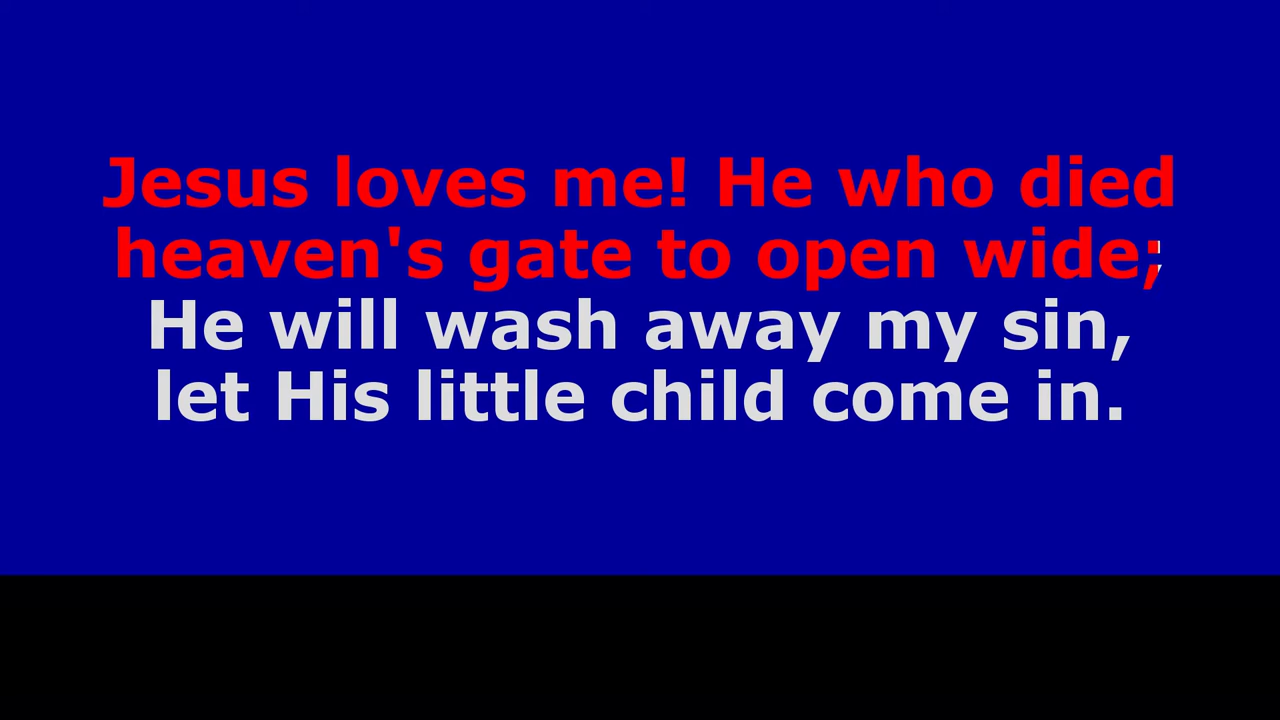 Jesus loves me! He who died
heaven's gate to open wide;
He will wash away my sin,
let His little child come in.